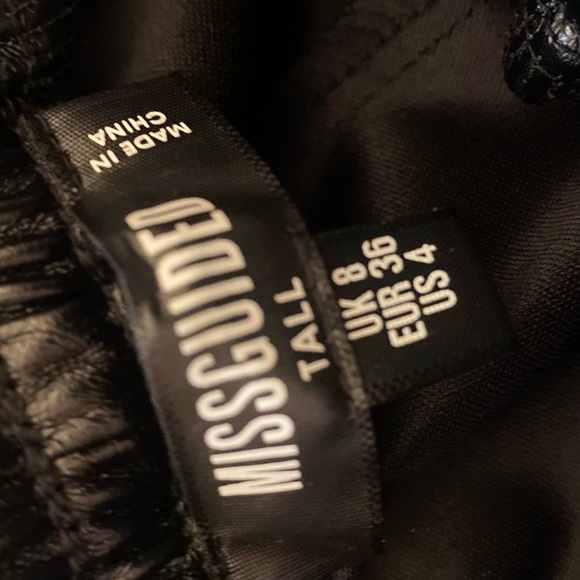 MISSGUIDED
TALL
MADE IN
CHINA
UK 8
EUR 36
US 4